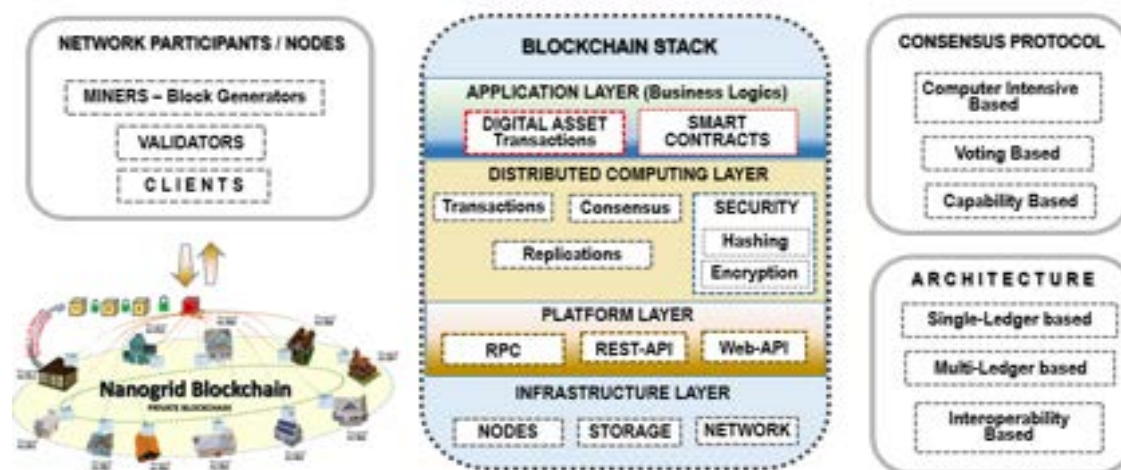 NETWORK PARTICIPANTS / NODES
MINERS – Block Generators
VALIDATORS
C L I E N T S
Nanogrid Blockchain
PRIVATE BLOCKCHAIN
BLOCKCHAIN STACK
APPLICATION LAYER (Business Logics)
DIGITAL ASSET
Transactions
SMART
CONTRACTS
DISTRIBUTED COMPUTING LAYER
Transactions
Consensus
Replications
SECURITY
Hashing
Encryption
PLATFORM LAYER
RPC
REST-API
Web-API
INFRASTRUCTURE LAYER
NODES
STORAGE
NETWORK
CONSENSUS PROTOCOL
Computer Intensive
Based
Voting Based
Capability Based
A R C H I T E C T U R E
Single-Ledger based
Multi-Ledger based
Interoperability
Based